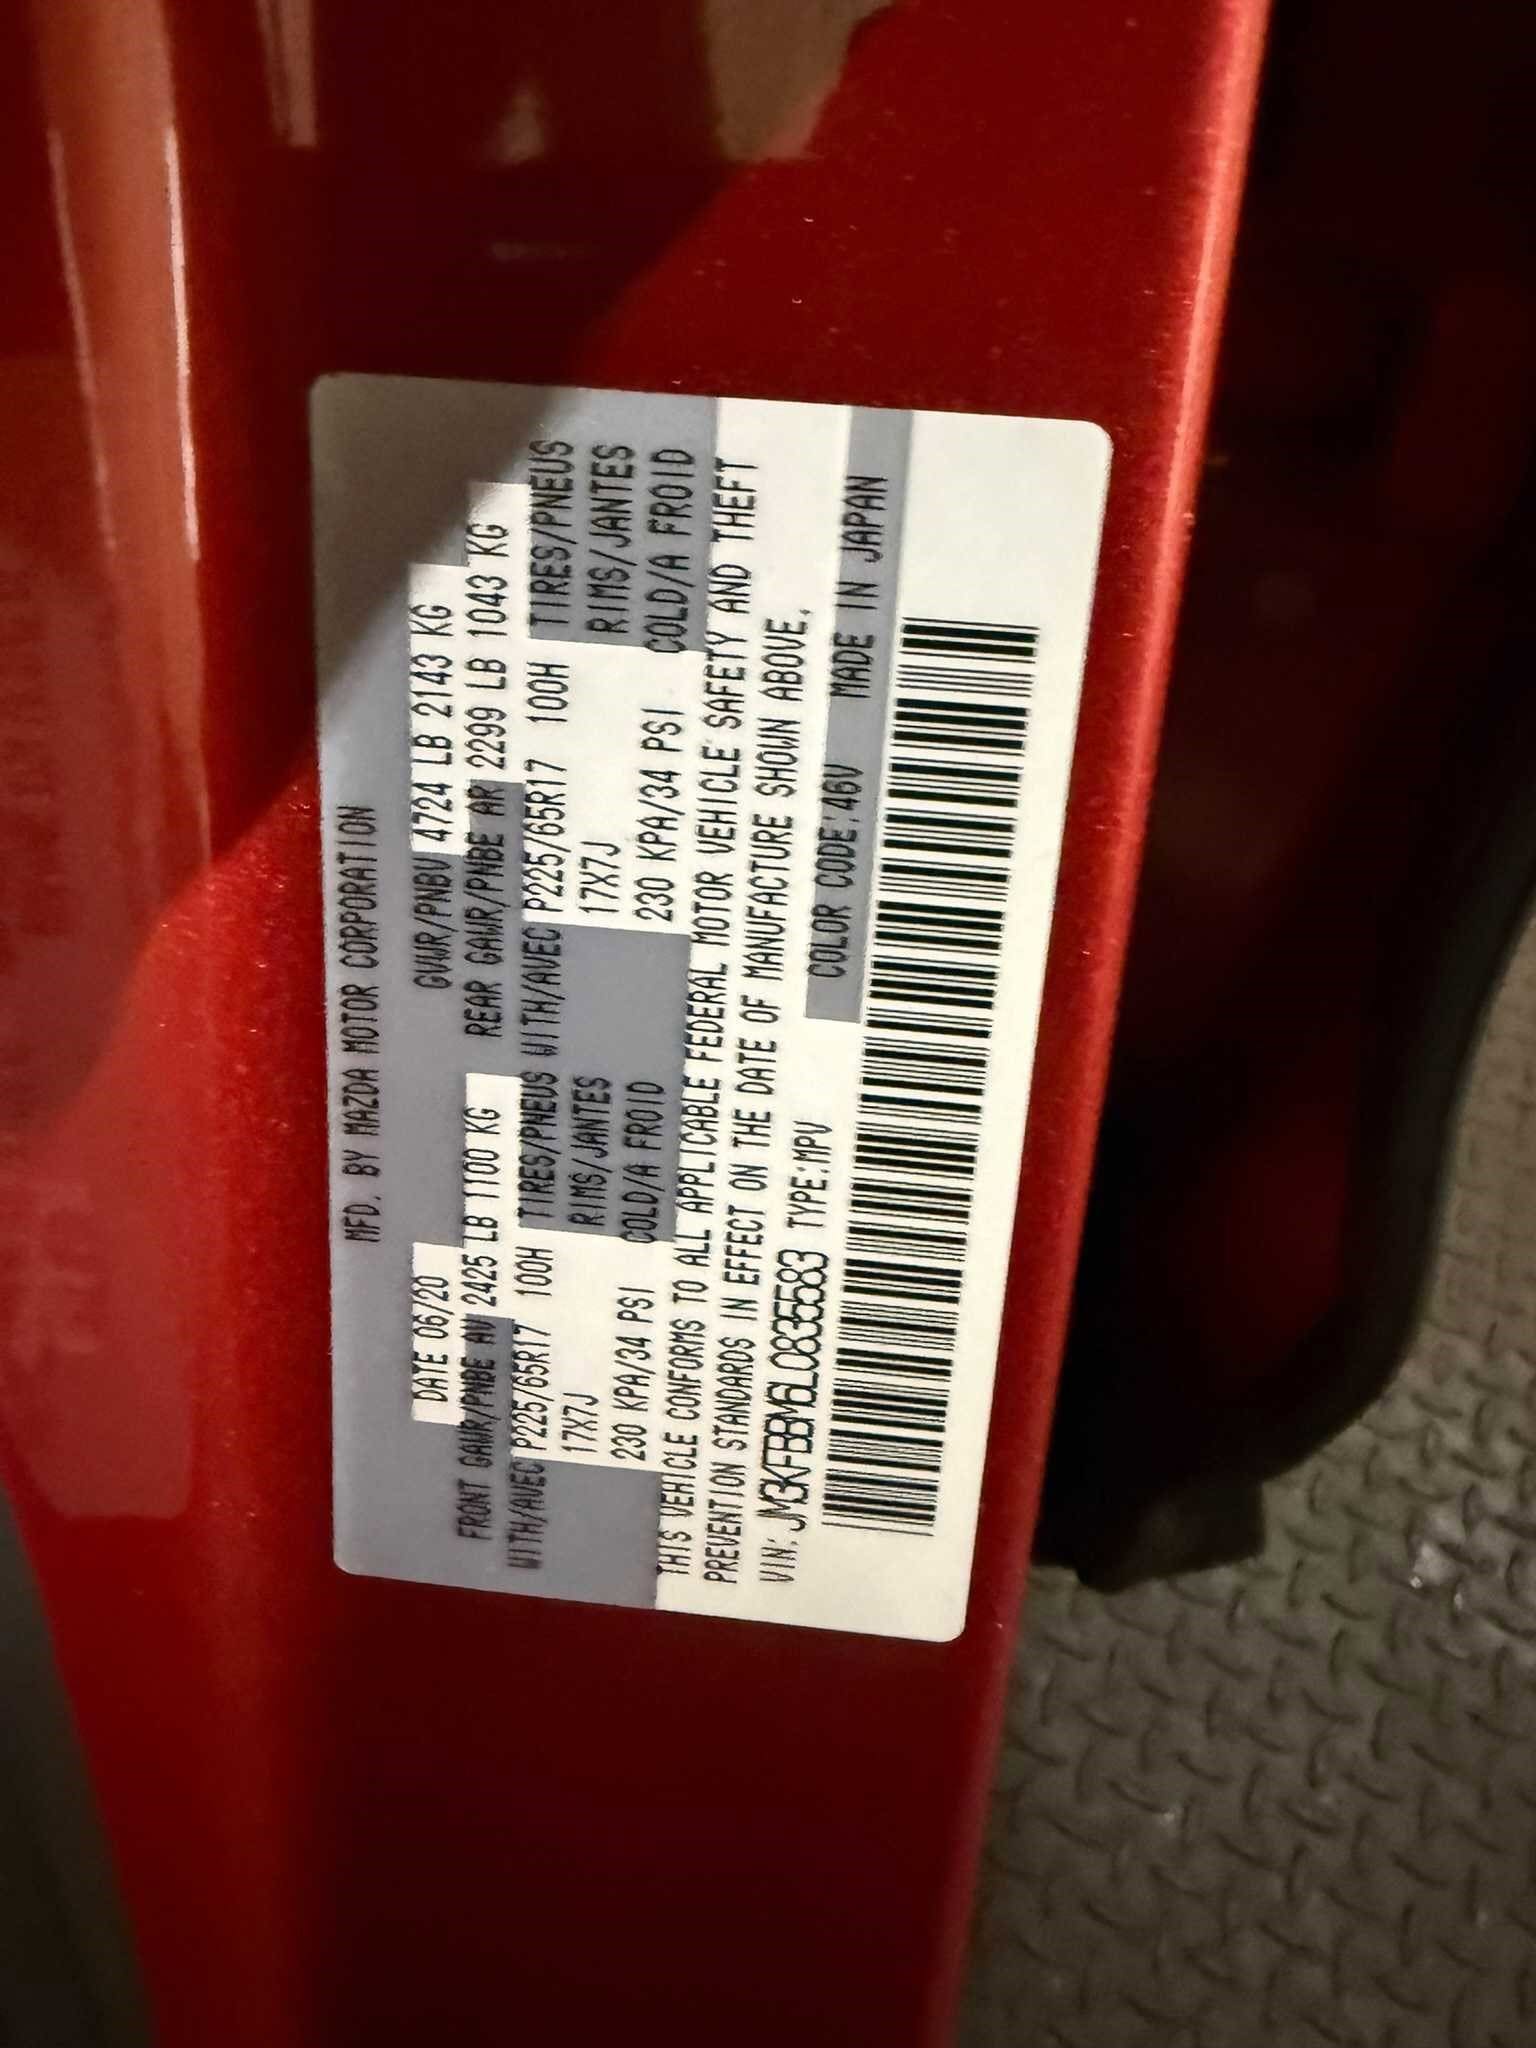 MFD. BY MAZDA MOTOR CORPORATION
DATE 06/20 GVWR/PNBV 4724 LB 2143 KG
FRONT GAWR/PNBE AV 2425 LB 1100 KG REAR GAWR/PNBE AR 2299 LB 1043 KG
WITH/AVEC P225/65R17 100H TIRES/PNEUS WITH/AVEC P225/65R17 100H TIRES/PNEUS
17X7J RIMS/JANTES 17X7J RIMS/JANTES
230 KPA/34 PSI COLD/A FROID 230 KPA/34 PSI COLD/A FROID
THIS VEHICLE CONFORMS TO ALL APPLICABLE FEDERAL MOTOR VEHICLE SAFETY AND THEFT
PREVENTION STANDARDS IN EFFECT ON THE DATE OF MANUFACTURE SHOWN ABOVE.
VIN: JM3KFBBM6L0835583 TYPE:MPV COLOR CODE:46V MADE IN JAPAN